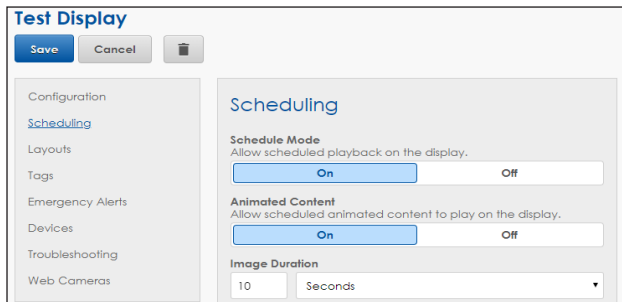 Test Display
Save Cancel
Configuration
Scheduling
Layouts
Tags
Emergency Alerts
Devices
Troubleshooting
Web Cameras
Scheduling
Schedule Mode
Allow scheduled playback on the display.
On Off
Animated Content
Allow scheduled animated content to play on the display.
On Off
Image Duration
10 Seconds